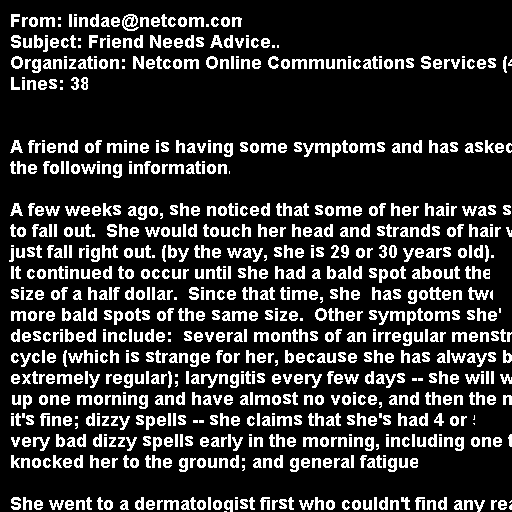 From: lindae@netcom.com
Subject: Friend Needs Advice..
Organization: Netcom Online Communications Services
Lines: 38
A friend of mine is having some symptoms and has asked
the following information.
A few weeks ago, she noticed that some of her hair was
to fall out. She would touch her head and strands of hair
just fall right out. (by the way, she is 29 or 30 years old).
It continued to occur until she had a bald spot about the
size of a half dollar. Since that time, she has gotten two
more bald spots of the same size. Other symptoms she'
described include: several months of an irregular
cycle (which is strange for her, because she has always
extremely regular); laryngitis every few days -- she will
up one morning and have almost no voice, and then the
it's fine; dizzy spells -- she claims that she's had 4 or
very bad dizzy spells early in the morning, including one
knocked her to the ground; and general fatigue
She went to a dermatologist first who couldn't find any